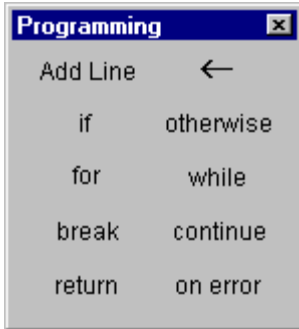 Programming
Add Line ←
if otherwise
for while
break continue
return on error